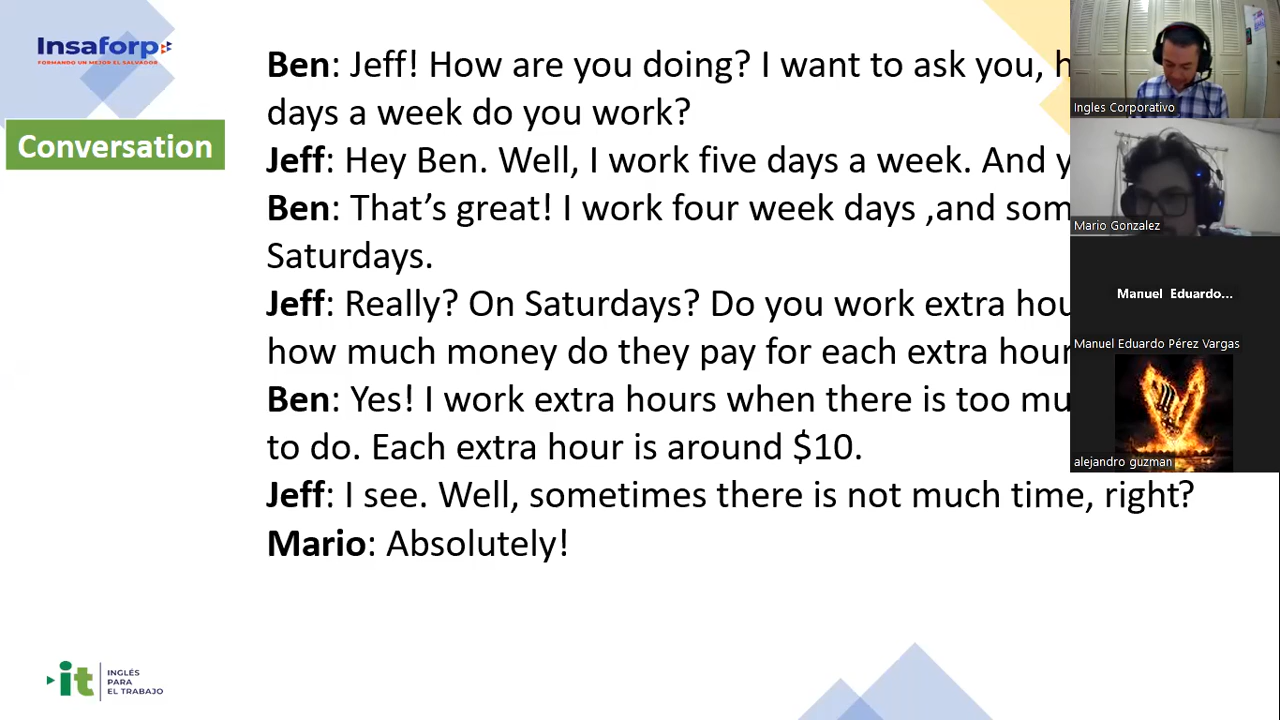 Insaforp
FORMANDO UN MEJOR EL SALVADOR
Conversation
Ben: Jeff! How are you doing? I want to ask you, h
days a week do you work?
Jeff: Hey Ben. Well, I work five days a week. And y
Ben: That’s great! I work four week days ,and som
Saturdays.
Jeff: Really? On Saturdays? Do you work extra hou
how much money do they pay for each extra hour
Ben: Yes! I work extra hours when there is too mu
to do. Each extra hour is around $10.
Jeff: I see. Well, sometimes there is not much time, right?
Mario: Absolutely!
it
INGLÉS
PARA
EL TRABAJO
Ingles Corporativo
Mario Gonzalez
Manuel Eduardo...
Manuel Eduardo Pérez Vargas
alejandro guzman